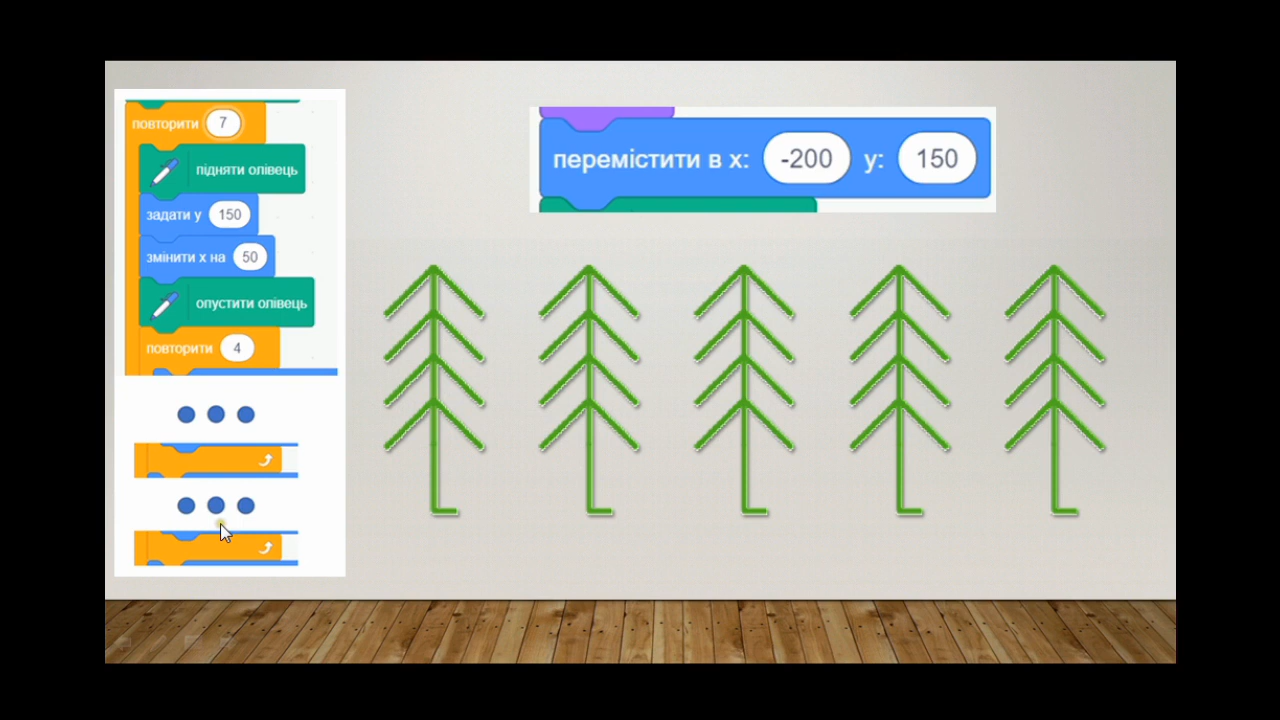 повторити 7
підняти олівець
задати y 150
змінити x на 50
опустити олівець
повторити 4
перемістити в x: -200 y: 150